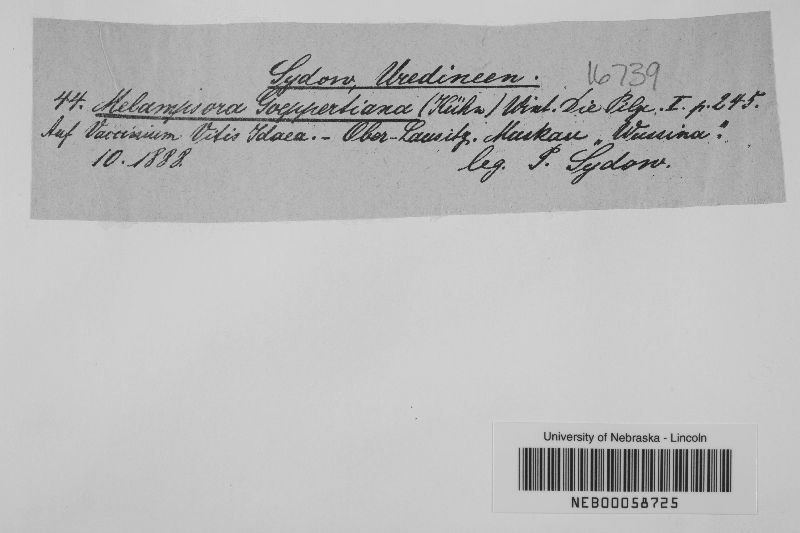 Sydow, Uredineen.
16739
44. Melampsora Goeppertiana (Kühn) Wint. Die Pilze. I. p. 245.
Auf Vaccinium Vitis Idaea. - Ober-Lausitz. Muskau "Wussina".
10. 1888. leg. P. Sydow.
University of Nebraska - Lincoln
NEB00058725